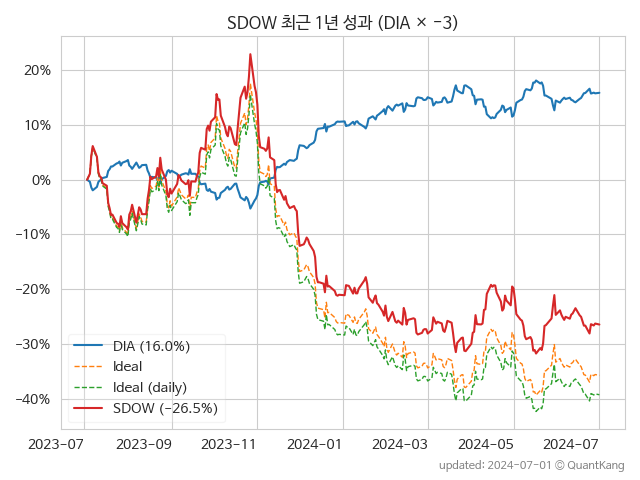 SDOW 최근 1년 성과 (DIA × -3)
20%
10%
0%
-10%
-20%
-30%
-40%
DIA (16.0%)
Ideal
Ideal (daily)
SDOW (-26.5%)
2023-07
2023-09
2023-11
2024-01
2024-03
2024-05
2024-07
updated: 2024-07-01 © QuantKang